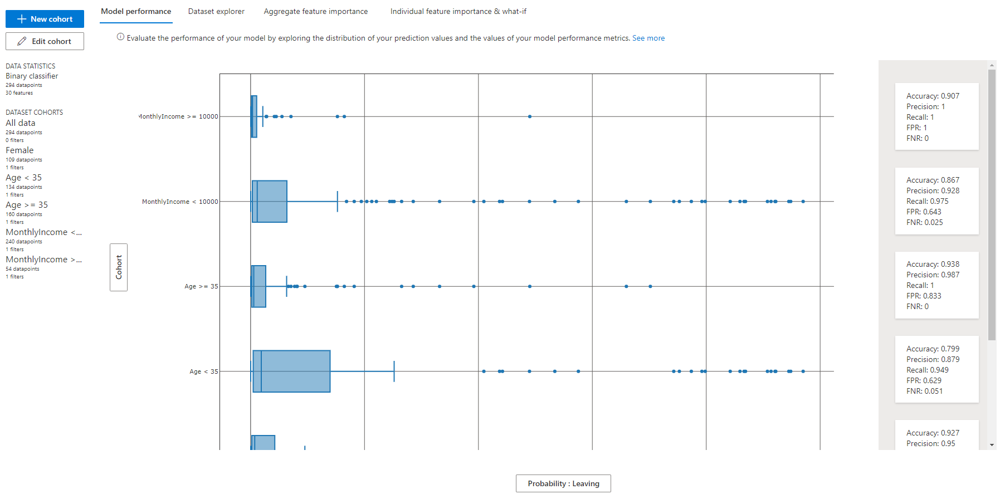 New cohort
Edit cohort
DATA STATISTICS
Binary classifier
294 datapoints
30 features
DATASET COHORTS
All data
294 datapoints
0 filters
Female
109 datapoints
1 filters
Age < 35
134 datapoints
1 filters
Age >= 35
160 datapoints
1 filters
MonthlyIncome <...
240 datapoints
1 filters
MonthlyIncome >...
54 datapoints
1 filters
Model performance
Dataset explorer
Aggregate feature importance
Individual feature importance & what-if
Evaluate the performance of your model by exploring the distribution of your prediction values and the values of your model performance metrics. See more
Cohort
MonthlyIncome >= 10000
MonthlyIncome < 10000
Age >= 35
Age < 35
Probability : Leaving
Accuracy: 0.907
Precision: 1
Recall: 1
FPR: 1
FNR: 0
Accuracy: 0.867
Precision: 0.928
Recall: 0.975
FPR: 0.643
FNR: 0.025
Accuracy: 0.938
Precision: 0.987
Recall: 1
FPR: 0.833
FNR: 0
Accuracy: 0.799
Precision: 0.879
Recall: 0.949
FPR: 0.629
FNR: 0.051
Accuracy: 0.927
Precision: 0.95